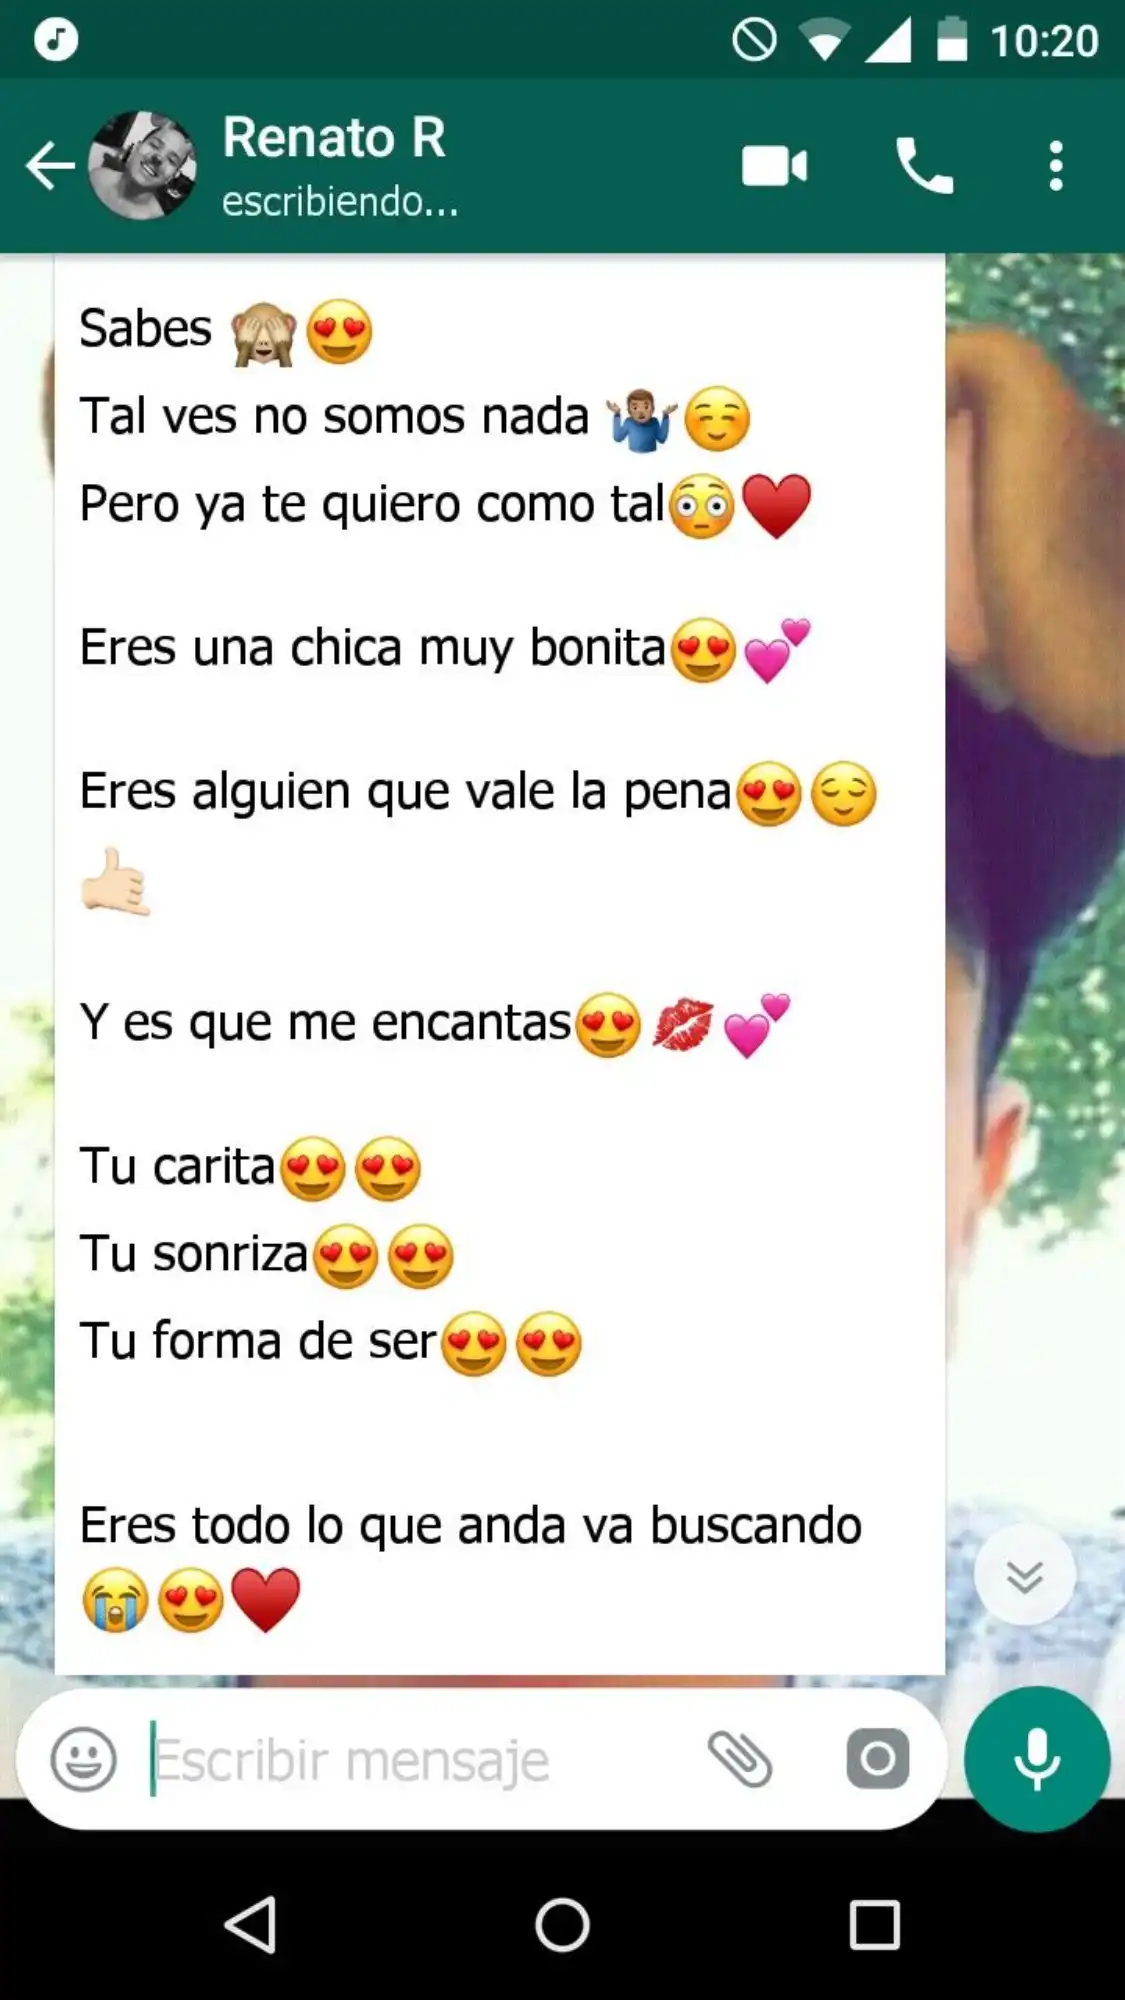 10:20
Renato R
escribiendo...
Sabes 🙈😍
Tal ves no somos nada 🤷🏽‍♂️☺️
Pero ya te quiero como tal😳❤️
Eres una chica muy bonita😍💕
Eres alguien que vale la pena😍😌
🤙🏻
Y es que me encantas😍💋💕
Tu carita😍😍
Tu sonriza😍😍
Tu forma de ser😍😍
Eres todo lo que anda va buscando
😭😍❤️
Escribir mensaje